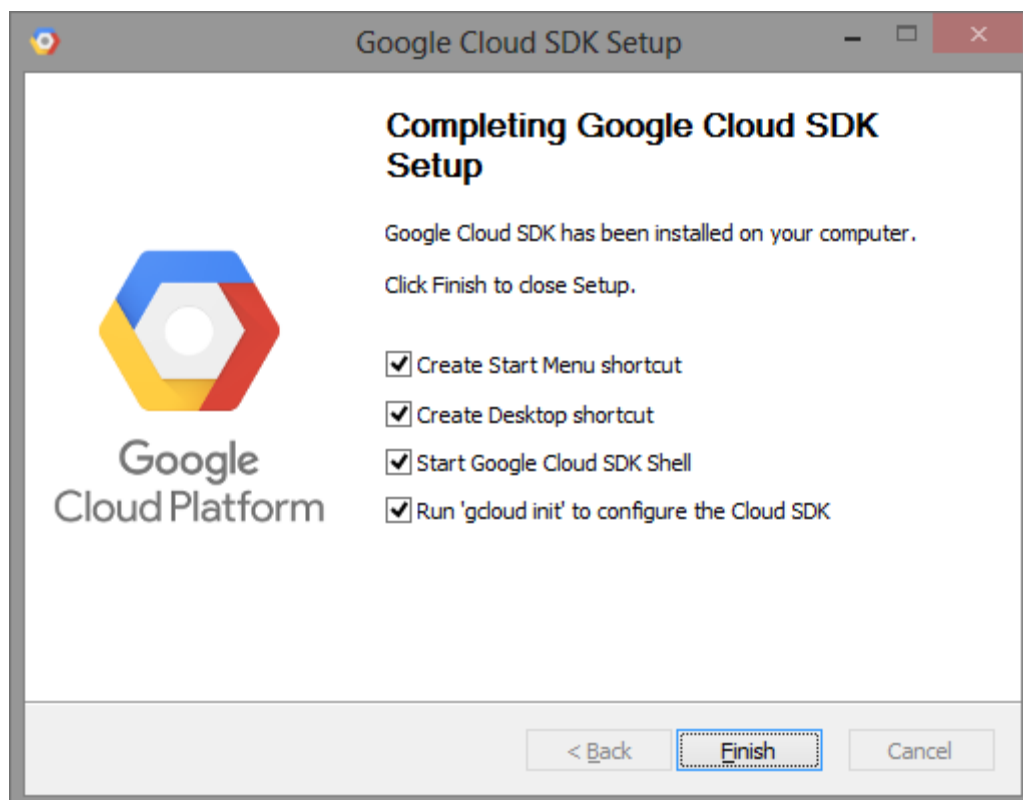 Google Cloud SDK Setup
Completing Google Cloud SDK
Setup
Google Cloud SDK has been installed on your computer.
Click Finish to close Setup.
Create Start Menu shortcut
Create Desktop shortcut
Start Google Cloud SDK Shell
Run 'gcloud init' to configure the Cloud SDK
Google
Cloud Platform
< Back
Finish
Cancel